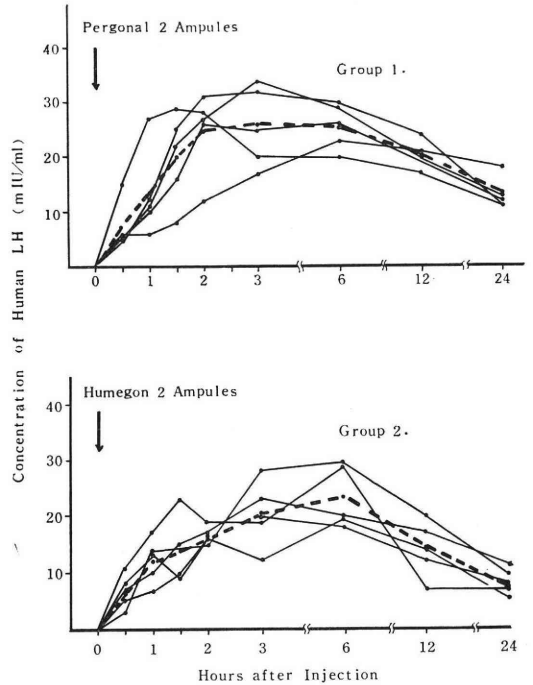 Pergonal 2 Ampules
40
Group 1.
30
20
10
0 1 2 3 6 12 24
Concentration of Human LH (mIU/ml)
Humegon 2 Ampules
40
Group 2.
30
20
10
0 1 2 3 6 12 24
Hours after Injection